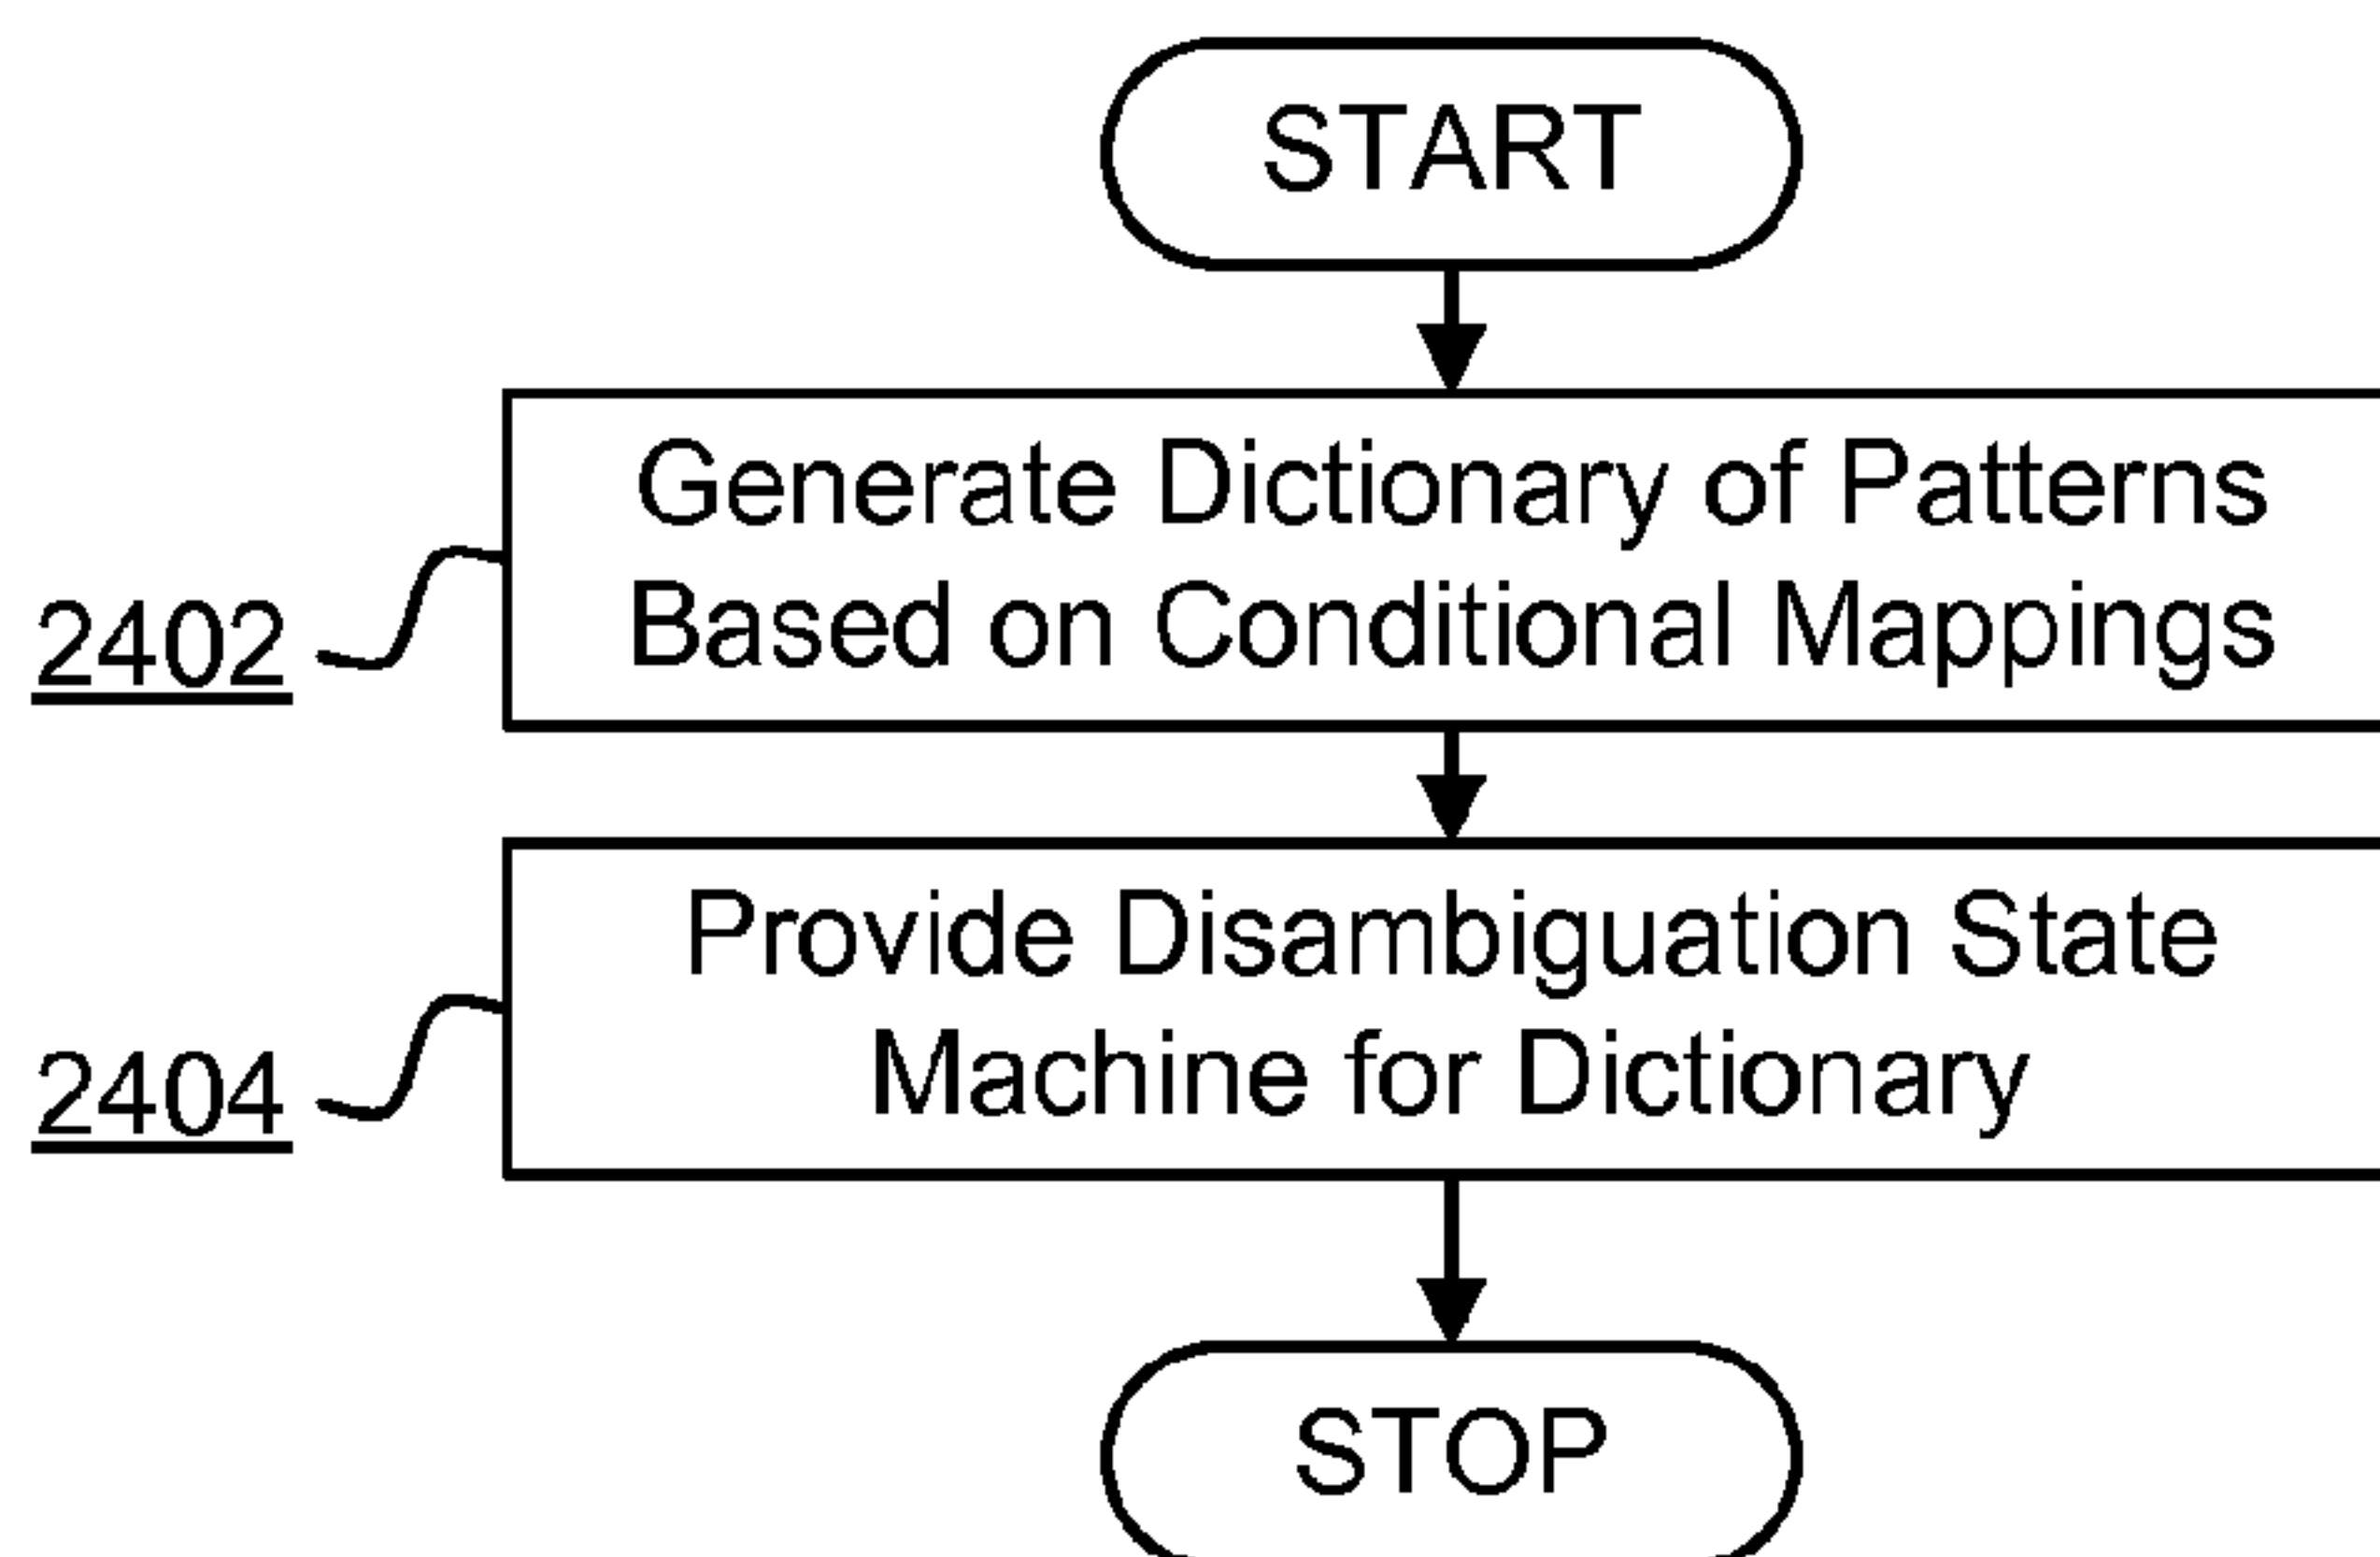 START
Generate Dictionary of Patterns
Based on Conditional Mappings
2402
Provide Disambiguation State
Machine for Dictionary
2404
STOP